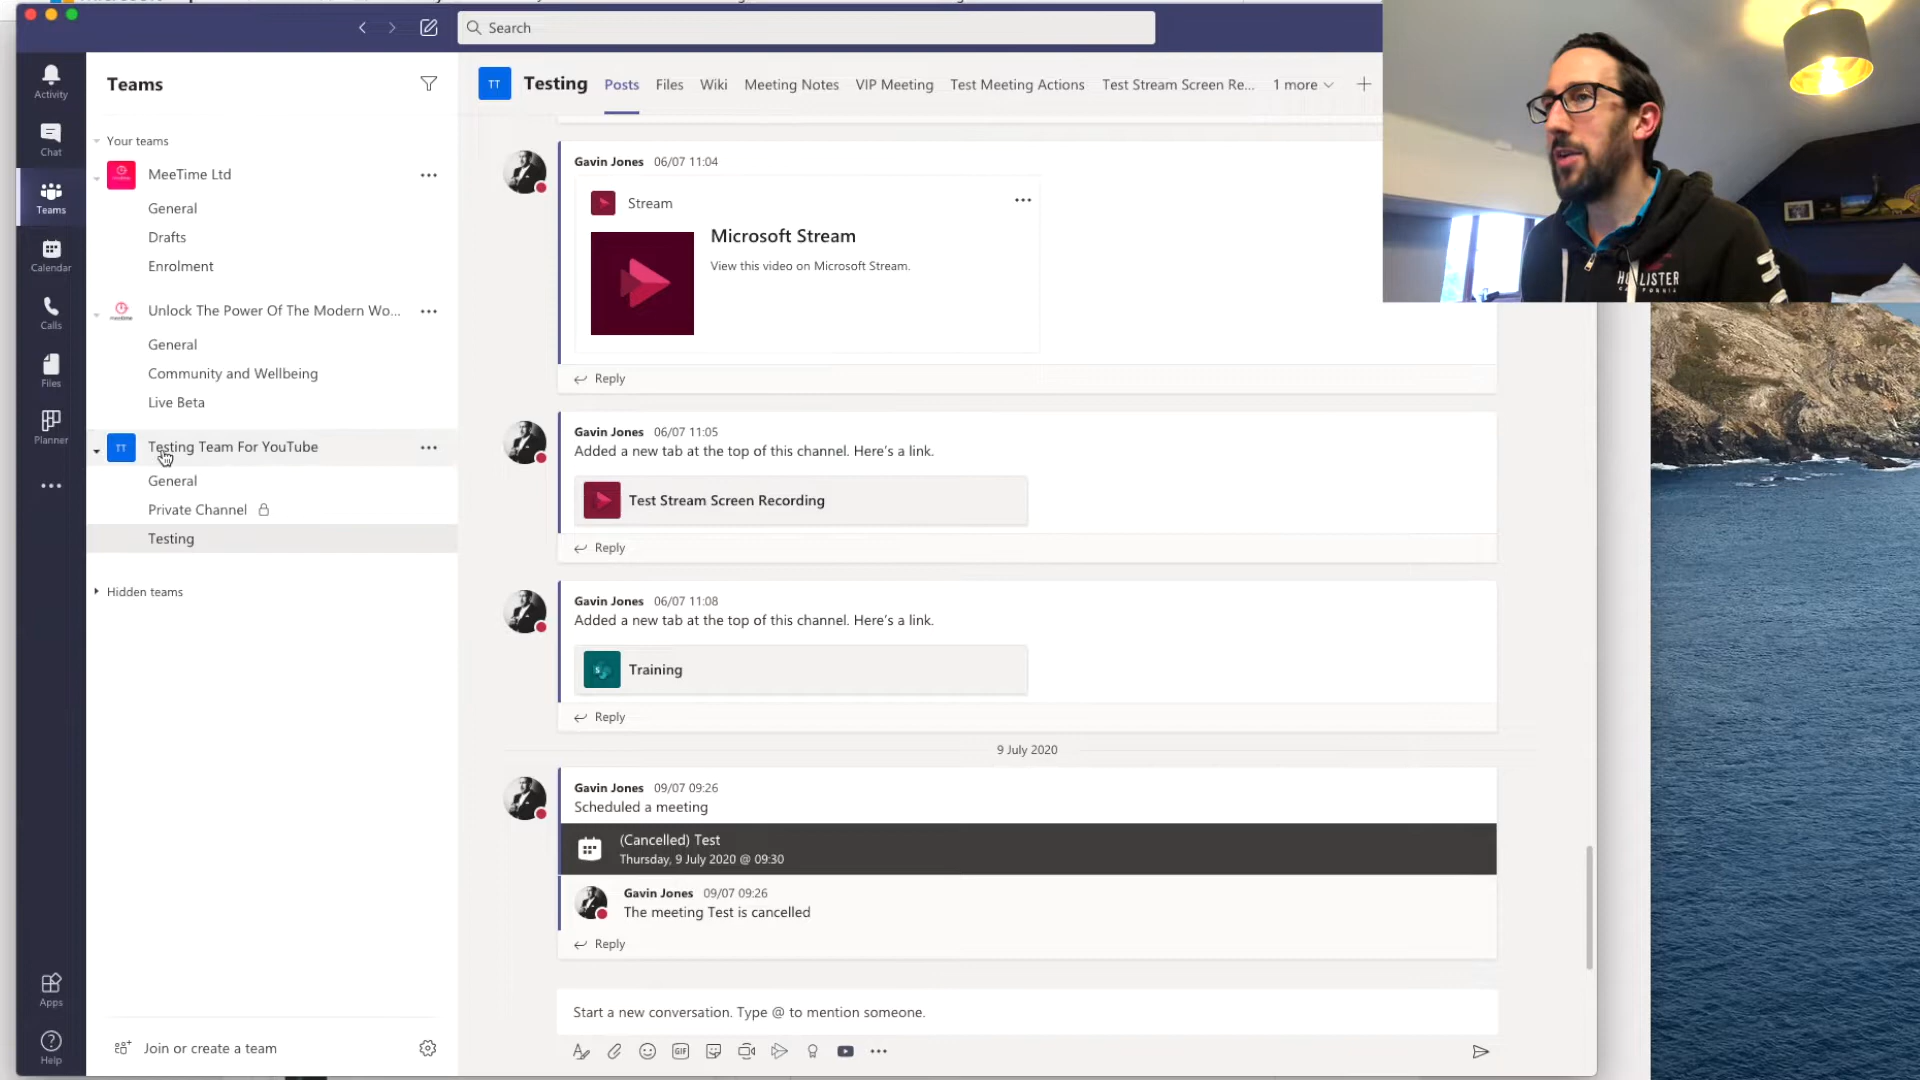 Search
Activity
Chat
Teams
Calendar
Calls
Files
Planner
Apps
Help
Teams
Your teams
MeeTime Ltd
General
Drafts
Enrolment
Unlock The Power Of The Modern Wo...
General
Community and Wellbeing
Live Beta
TT Testing Team For YouTube
General
Private Channel
Testing
Hidden teams
Join or create a team
TT Testing Posts Files Wiki Meeting Notes VIP Meeting Test Meeting Actions Test Stream Screen Re... 1 more
Gavin Jones 06/07 11:04
Stream
Microsoft Stream
View this video on Microsoft Stream.
Reply
Gavin Jones 06/07 11:05
Added a new tab at the top of this channel. Here's a link.
Test Stream Screen Recording
Reply
Gavin Jones 06/07 11:08
Added a new tab at the top of this channel. Here's a link.
S Training
Reply
9 July 2020
Gavin Jones 09/07 09:26
Scheduled a meeting
(Cancelled) Test
Thursday, 9 July 2020 @ 09:30
Gavin Jones 09/07 09:26
The meeting Test is cancelled
Reply
Start a new conversation. Type @ to mention someone.
GIF
HOLLISTER
CALIFORNIA